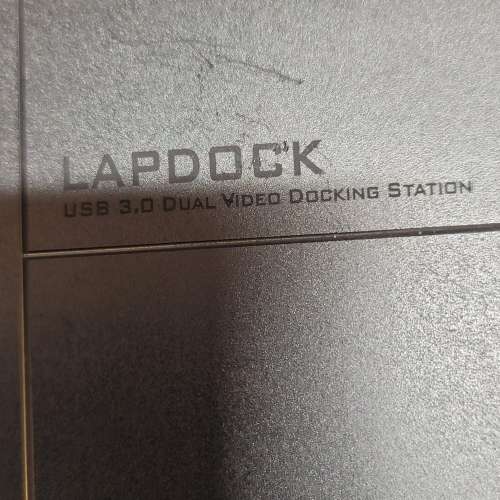 LAPDOCK
USB 3.0 DUAL VIDEO DOCKING STATION